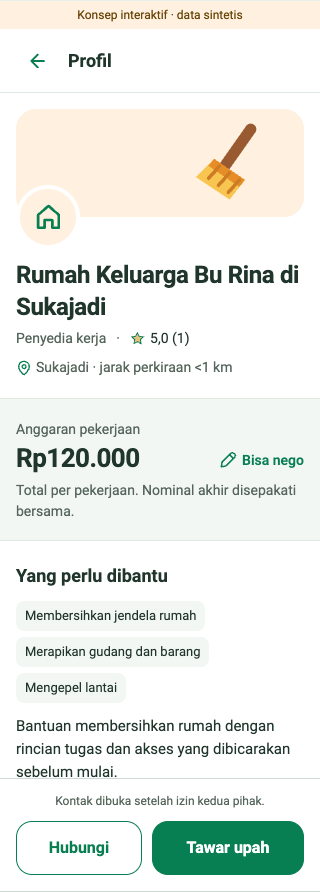 Konsep interaktif · data sintetis
Profil
Rumah Keluarga Bu Rina di
Sukajadi
Penyedia kerja · 5,0 (1)
Sukajadi · jarak perkiraan <1 km
Anggaran pekerjaan
Rp120.000
Bisa nego
Total per pekerjaan. Nominal akhir disepakati
bersama.
Yang perlu dibantu
Membersihkan jendela rumah
Merapikan gudang dan barang
Mengepel lantai
Bantuan membersihkan rumah dengan
rincian tugas dan akses yang dibicarakan
sebelum mulai.
Kontak dibuka setelah izin kedua pihak.
Hubungi
Tawar upah